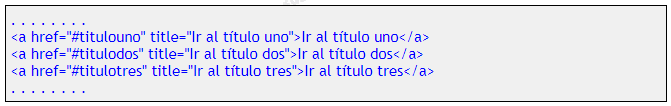 . . . . . . . .
<a href="#titulouno" title="Ir al título uno">Ir al título uno</a>
<a href="#titulodos" title="Ir al título dos">Ir al título dos</a>
<a href="#titulotres" title="Ir al título tres">Ir al título tres</a>
. . . . . . . .